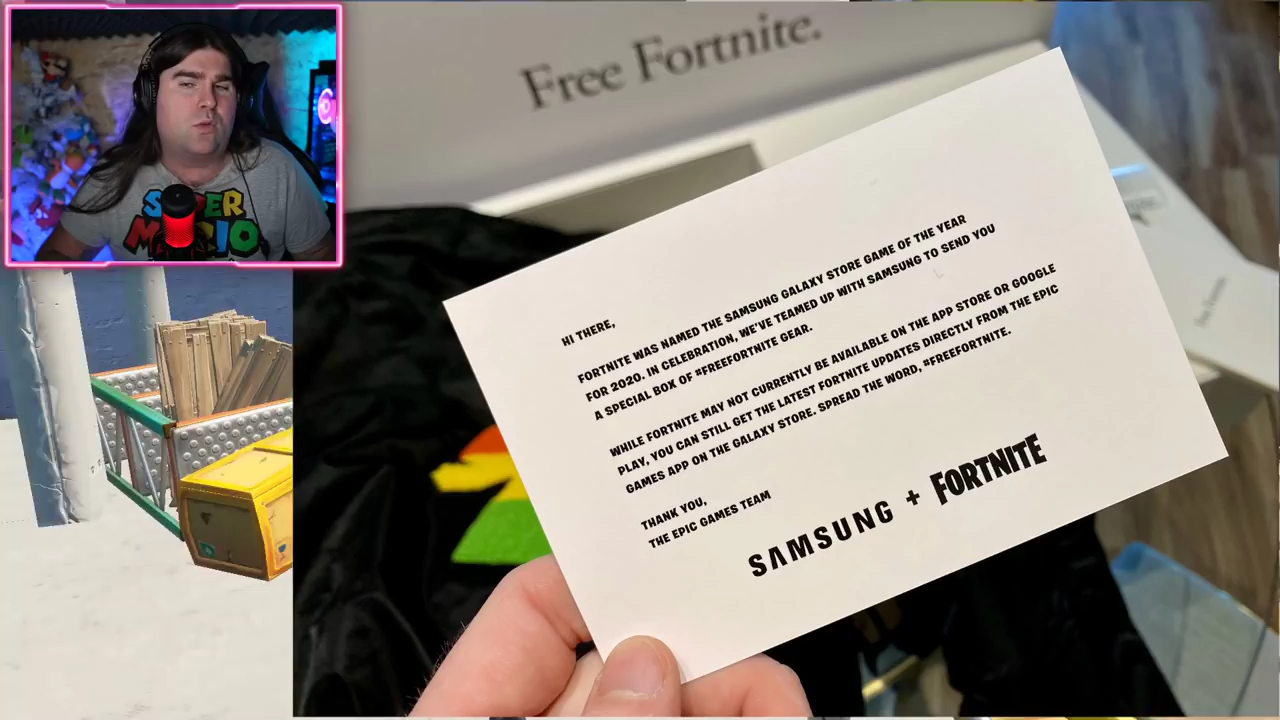 Free Fortnite.
SUPER
MARIO
HI THERE,
FORTNITE WAS NAMED THE SAMSUNG GALAXY STORE GAME OF THE YEAR
FOR 2020. IN CELEBRATION, WE'VE TEAMED UP WITH SAMSUNG TO SEND YOU
A SPECIAL BOX OF #FREEFORTNITE GEAR.
WHILE FORTNITE MAY NOT CURRENTLY BE AVAILABLE ON THE APP STORE OR GOOGLE
PLAY, YOU CAN STILL GET THE LATEST FORTNITE UPDATES DIRECTLY FROM THE EPIC
GAMES APP ON THE GALAXY STORE. SPREAD THE WORD, #FREEFORTNITE.
THANK YOU,
THE EPIC GAMES TEAM
SAMSUNG + FORTNITE